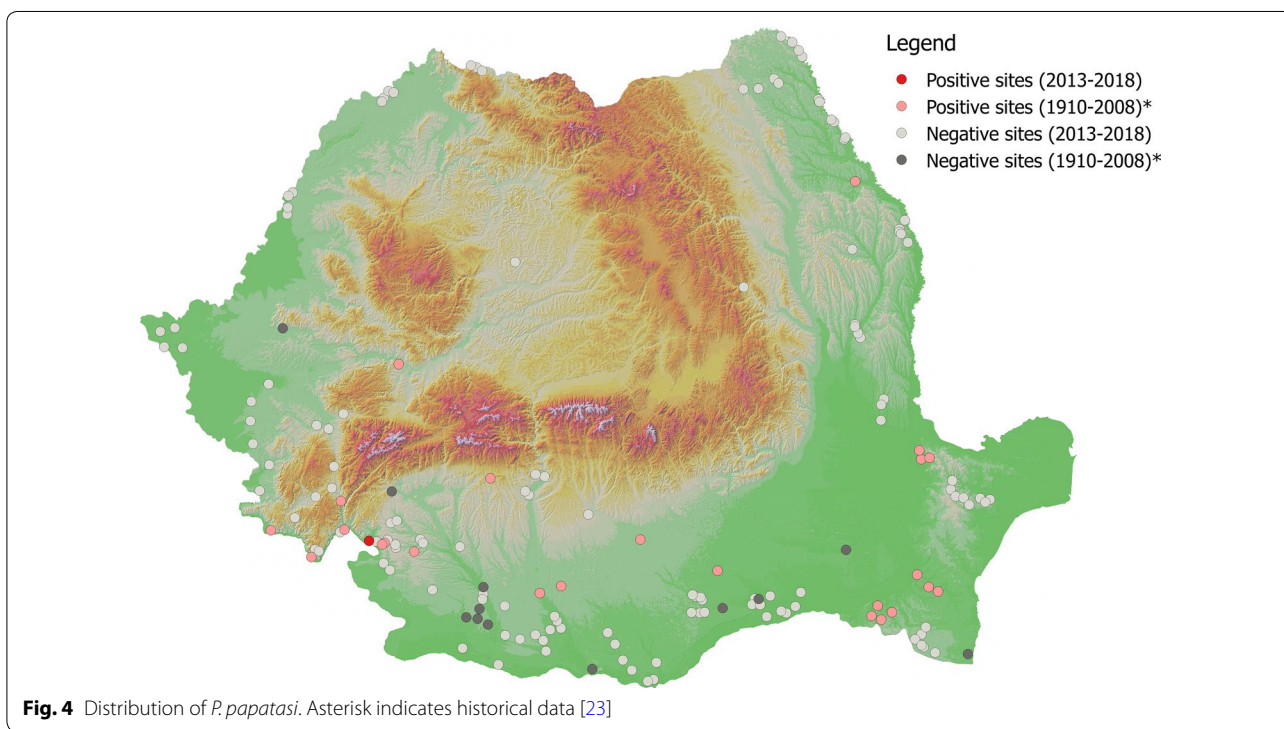 Legend
Positive sites (2013-2018)
Positive sites (1910-2008)*
Negative sites (2013-2018)
Negative sites (1910-2008)*
Fig. 4 Distribution of P. papatasi. Asterisk indicates historical data [23]